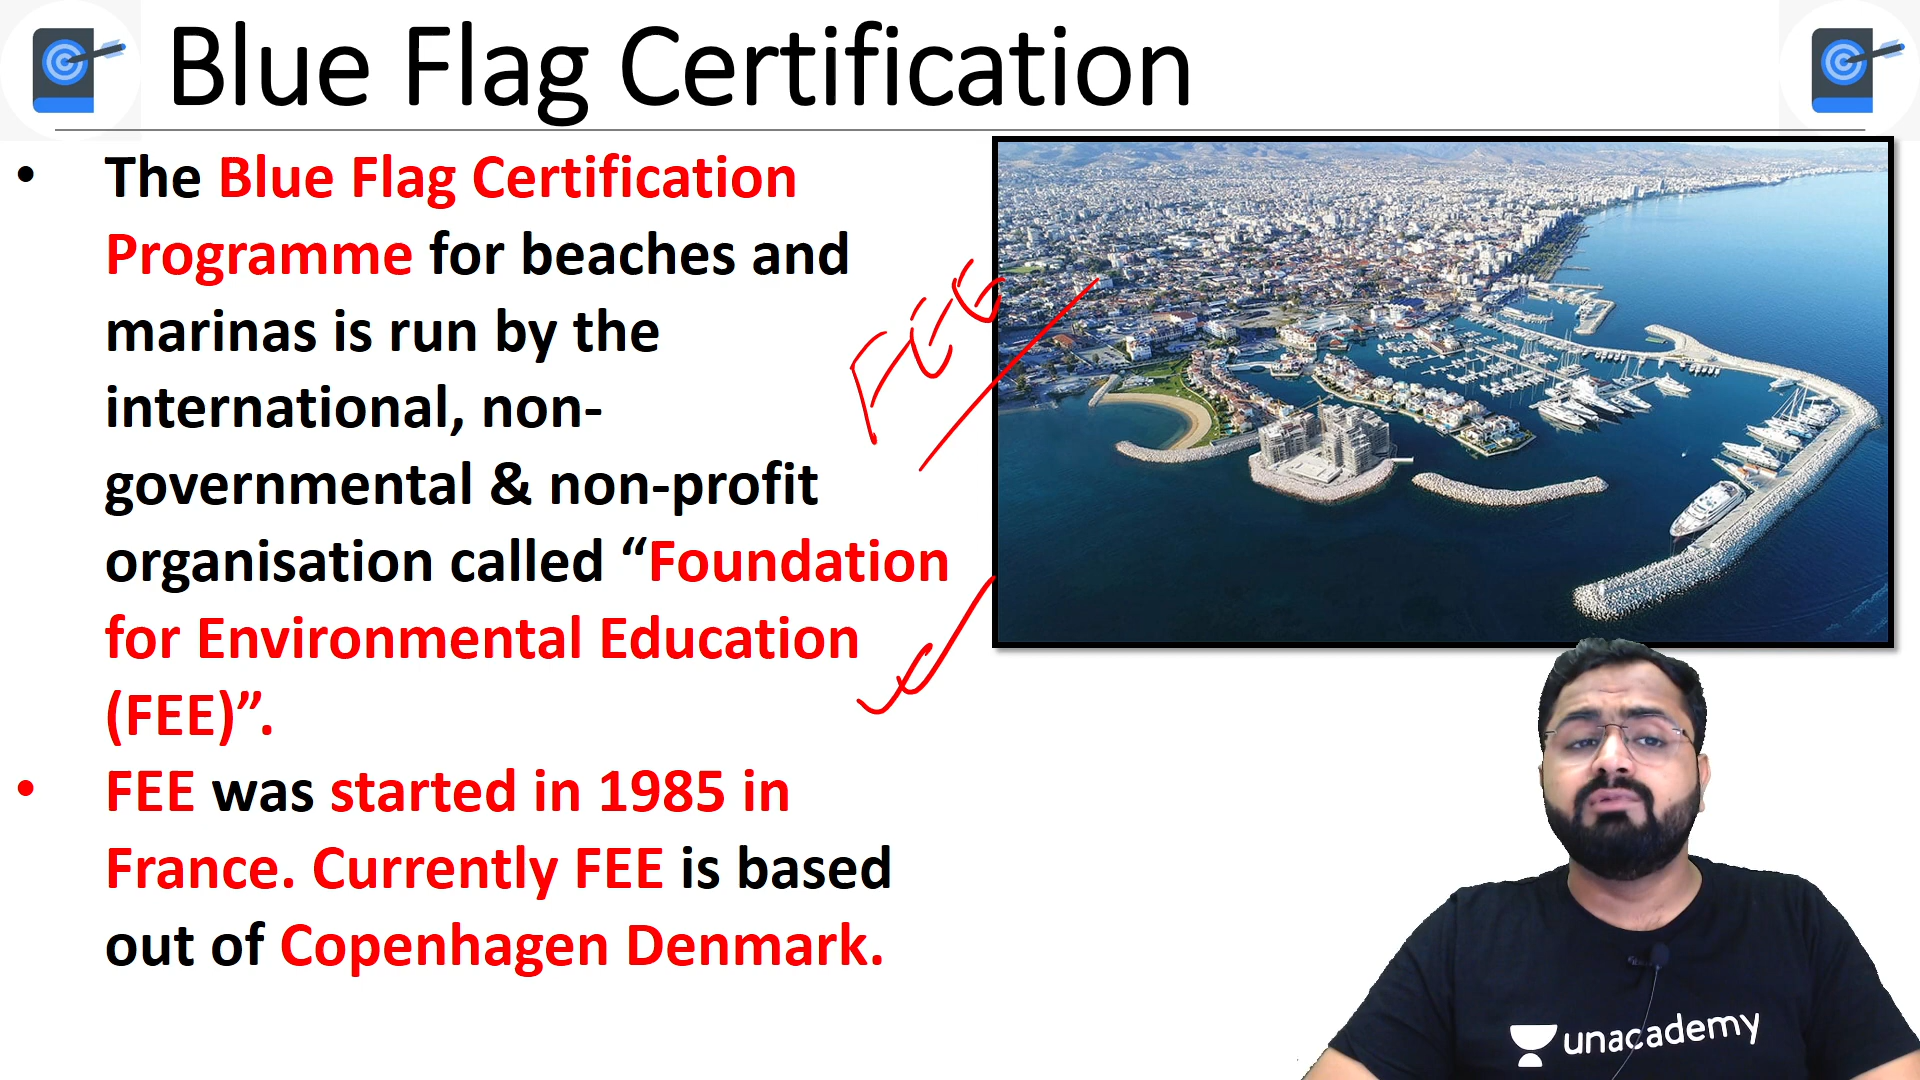 Blue Flag Certification
• The Blue Flag Certification
Programme for beaches and
marinas is run by the
international, non-
governmental & non-profit
organisation called “Foundation
for Environmental Education
(FEE)”.
• FEE was started in 1985 in
France. Currently FEE is based
out of Copenhagen Denmark.
FEE
unacademy